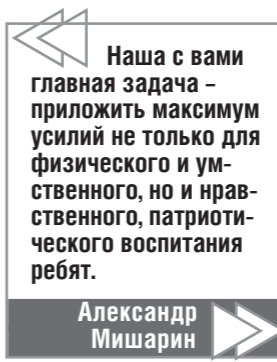 Наша с вами
главная задача –
приложить максимум
усилий не только для
физического и ум-
ственного, но и нрав-
ственного, патриоти-
ческого воспитания
ребят.
Александр
Мишарин